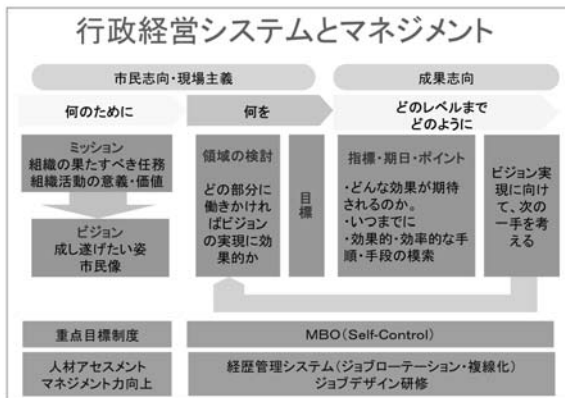 行政経営システムとマネジメント
市民志向・現場主義
成果志向
何のために
何を
どのレベルまで
どのように
ミッション
組織の果たすべき任務
組織活動の意義・価値
ビジョン
成し遂げたい姿
市民像
領域の検討
どの部分に
働きかけれ
ばビジョン
の実現に効
果的か
目標
指標・期日・ポイント
・どんな効果が期待
されるのか。
・いつまでに
・効果的・効率的な手
順・手段の模索
ビジョン実
現に向け
て、次の
一手を考
える
重点目標制度
MBO(Self-Control)
人材アセスメント
マネジメント力向上
経歴管理システム(ジョブローテーション・複線化)
ジョブデザイン研修